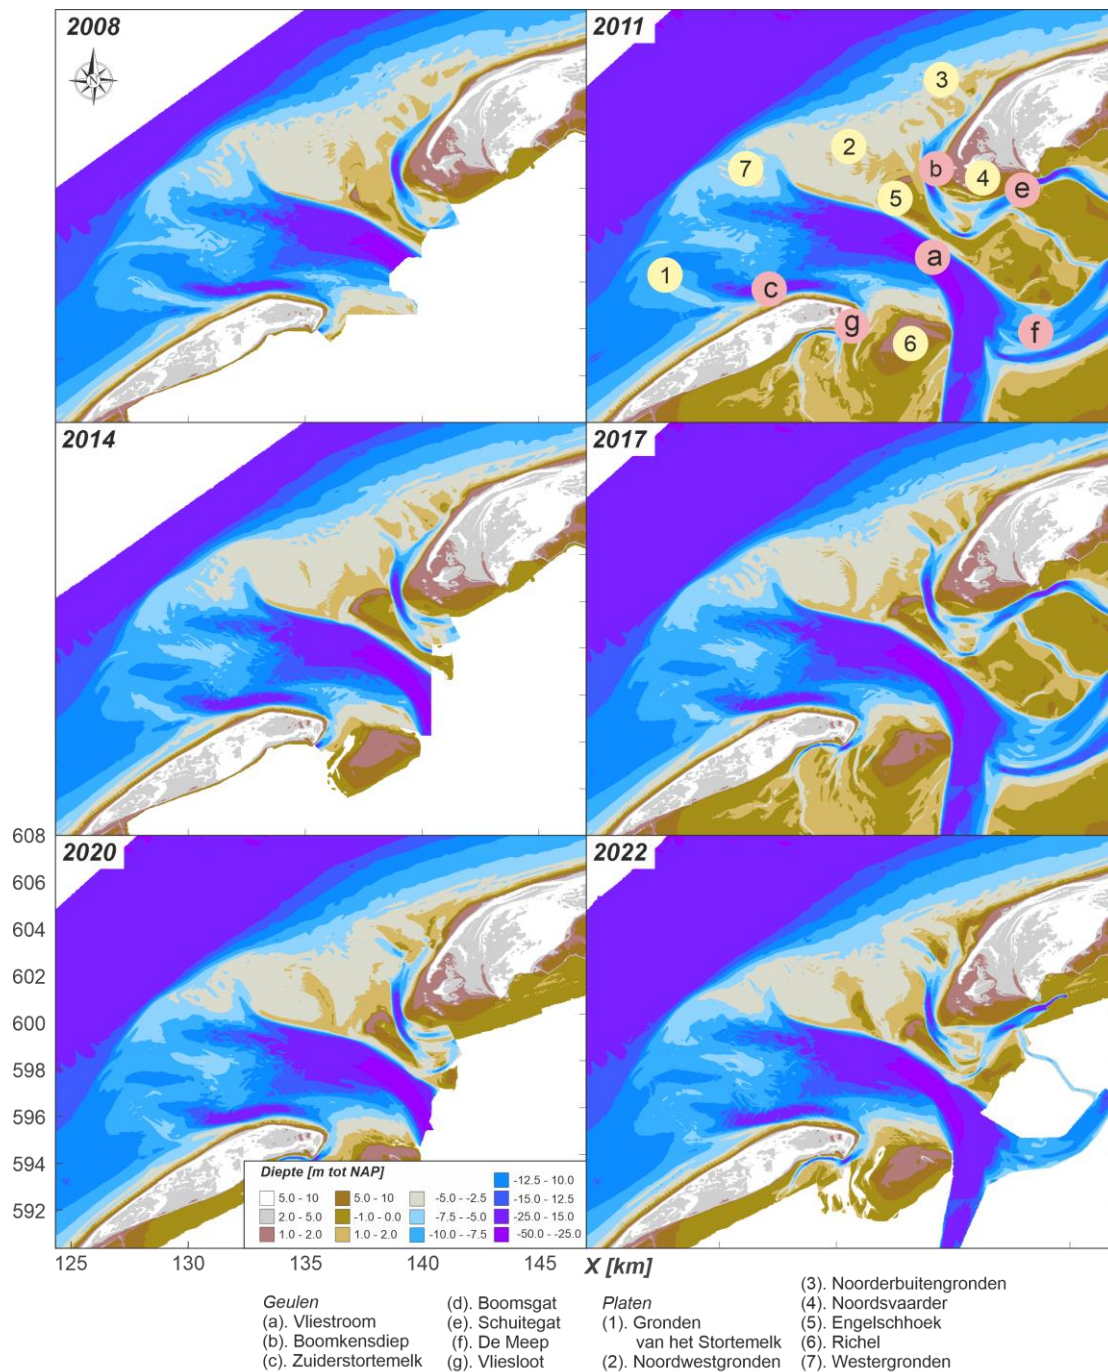 2008
N
2011
3
2
7
b
4
5
e
a
1
c
g
f
6
2014
2017
608
2020
2022
606
604
602
600
598
596
594
592
Diepte [m tot NAP]
5.0 - 10
2.0 - 5.0
1.0 - 2.0
5.0 - 10
-1.0 - 0.0
1.0 - 2.0
-5.0 - -2.5
-7.5 - -5.0
-10.0 - -7.5
-12.5 - 10.0
-15.0 - 12.5
-25.0 - 15.0
-50.0 - -25.0
125 130 135 140 145 X [km]
Geulen
(a). Vliestroom
(b). Boomkensdiep
(c). Zuiderstortemelk
(d). Boomsgat
(e). Schuitegat
(f). De Meep
(g). Vliesloot
Platen
(1). Gronden
van het Stortemelk
(2). Noordwestgronden
(3). Noorderbuitengronden
(4). Noordsvaarder
(5). Engelschhoek
(6). Richel
(7). Westergronden